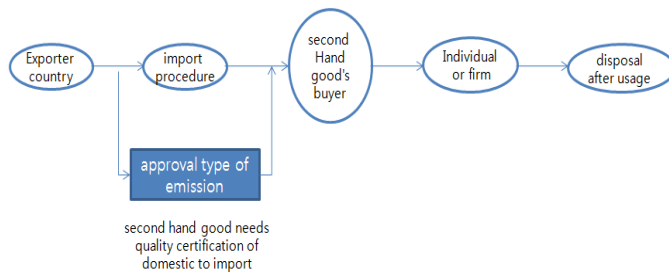 Exporter
country
import
procedure
second
Hand
good's
buyer
Individual
or firm
disposal
after usage
approval type of
emission
second hand good needs
quality certification of
domestic to import